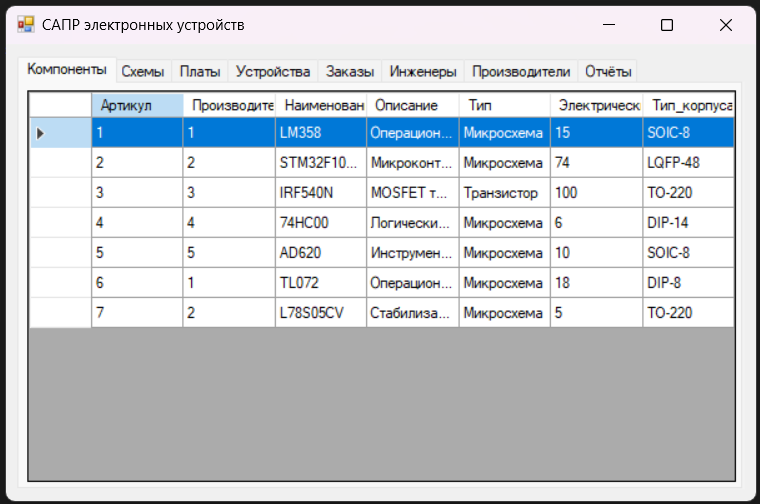 САПР электронных устройств
Компоненты Схемы Платы Устройства Заказы Инженеры Производители Отчёты
Артикул Производите Наименован Описание Тип Электрически Тип_корпуса
1 1 LM358 Операцион... Микросхема 15 SOIC-8
2 2 STM32F10... Микроконт... Микросхема 74 LQFP-48
3 3 IRF540N MOSFET т... Транзистор 100 TO-220
4 4 74HC00 Логически... Микросхема 6 DIP-14
5 5 AD620 Инструмен... Микросхема 10 SOIC-8
6 1 TL072 Операцион... Микросхема 18 DIP-8
7 2 L78S05CV Стабилиза... Микросхема 5 TO-220